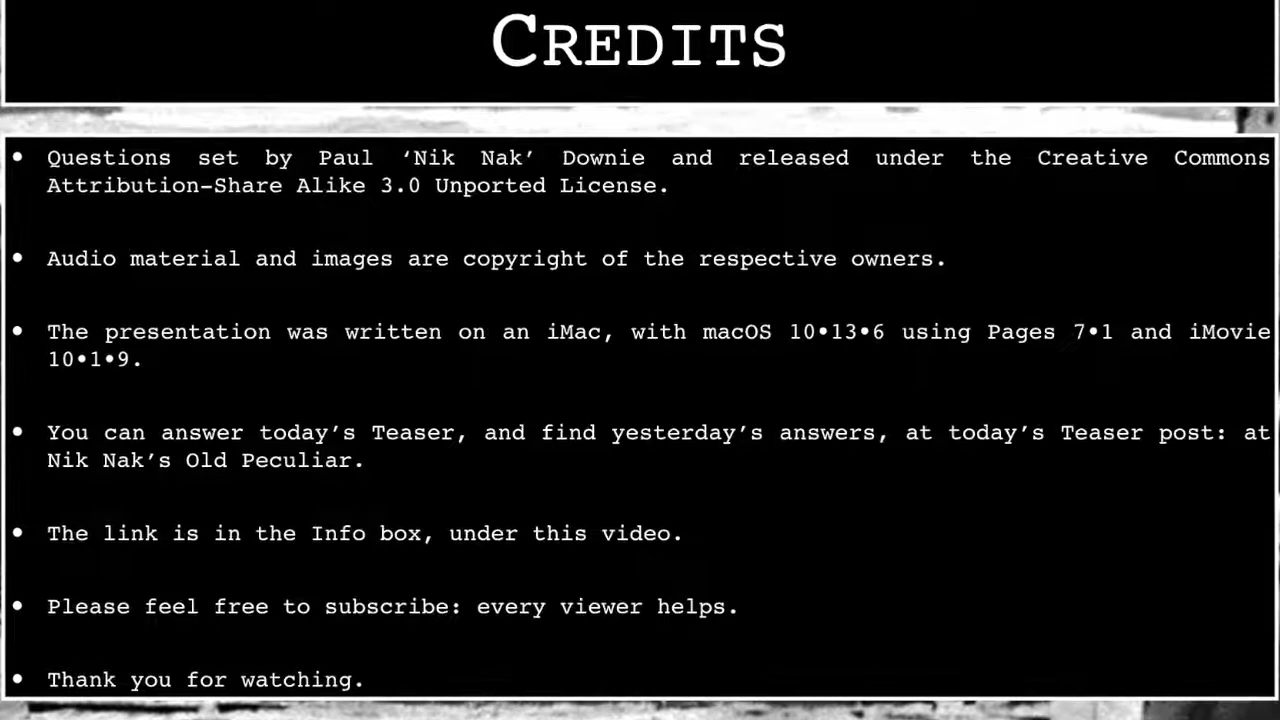 CREDITS
• Questions set by Paul ‘Nik Nak’ Downie and released under the Creative Commons
Attribution-Share Alike 3.0 Unported License.
• Audio material and images are copyright of the respective owners.
• The presentation was written on an iMac, with macOS 10•13•6 using Pages 7•1 and iMovie
10•1•9.
• You can answer today’s Teaser, and find yesterday’s answers, at today’s Teaser post: at
Nik Nak’s Old Peculiar.
• The link is in the Info box, under this video.
• Please feel free to subscribe: every viewer helps.
• Thank you for watching.